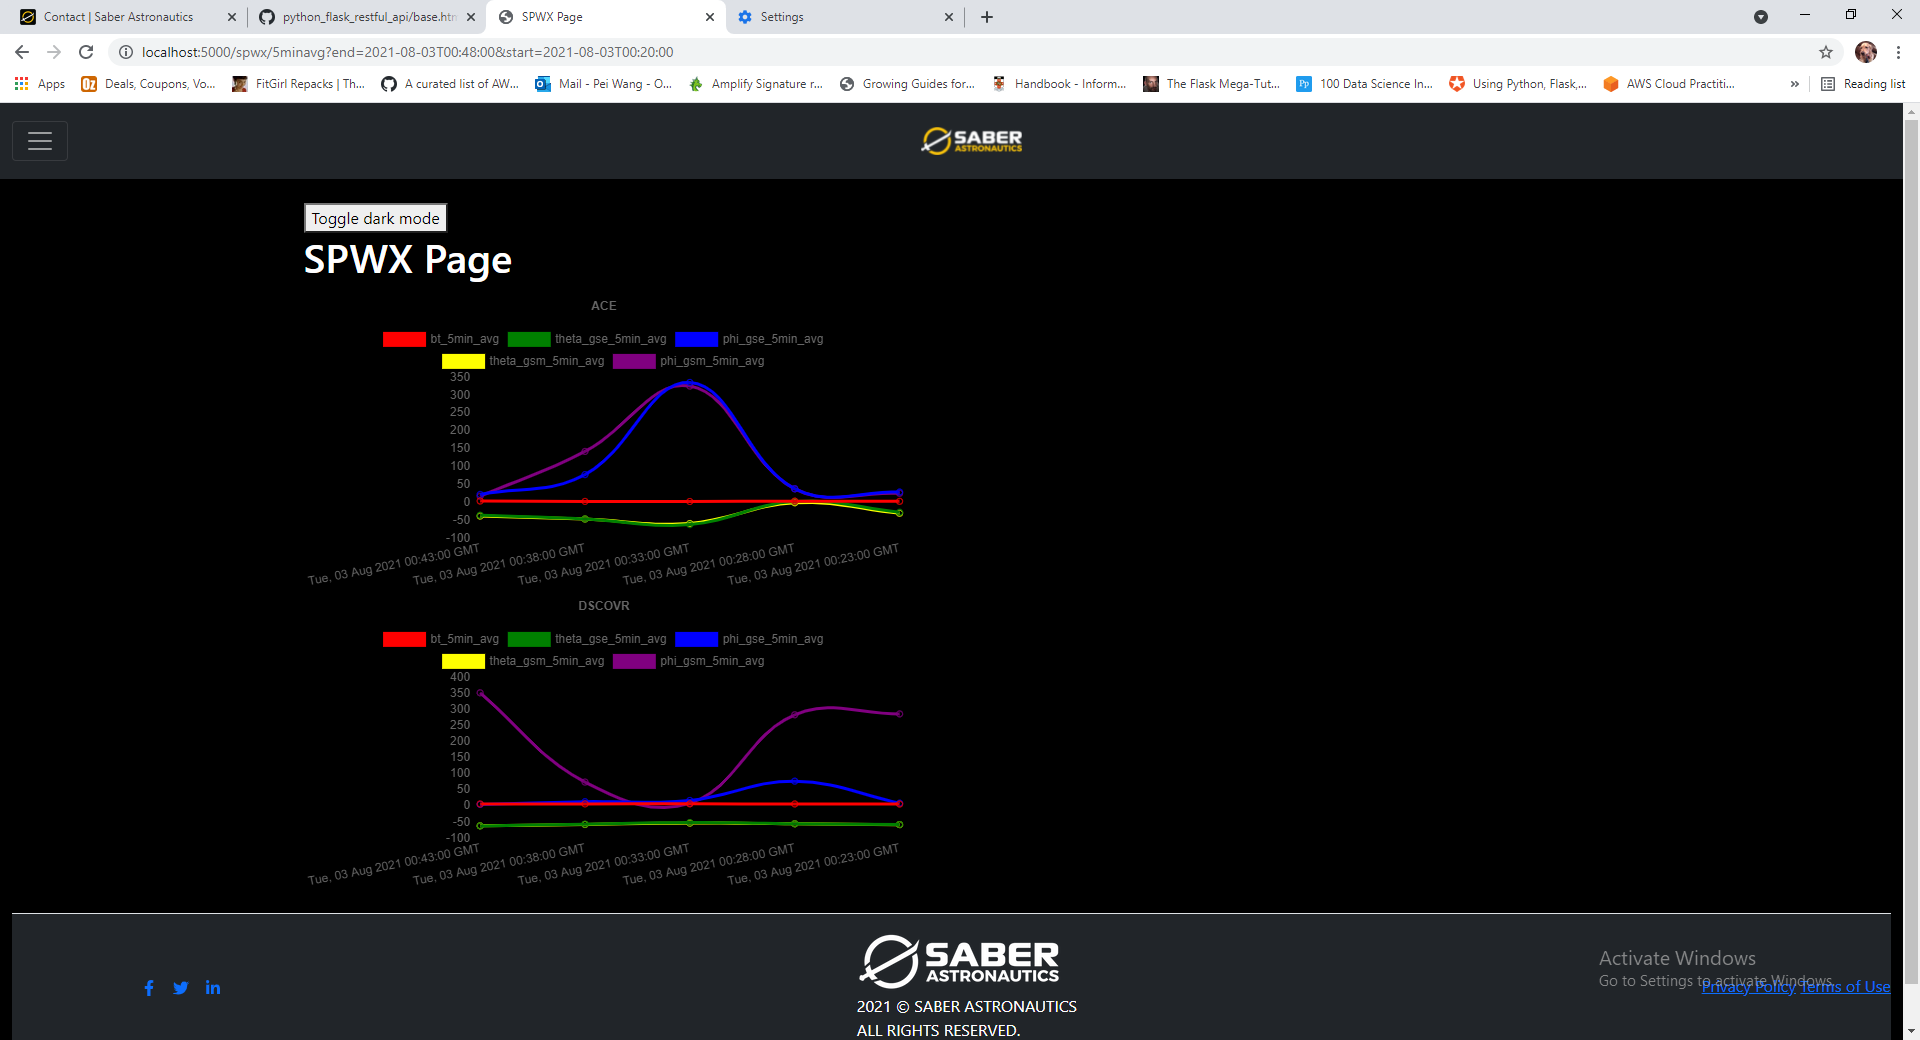 Contact | Saber Astronautics
python_flask_restful_api/base.htm
SPWX Page
Settings
localhost:5000/spwx/5minavg?end=2021-08-03T00:48:00&start=2021-08-03T00:20:00
Apps
Deals, Coupons, Vo...
FitGirl Repacks | Th...
A curated list of AW...
Mail - Pei Wang - O...
Amplify Signature r...
Growing Guides for...
Handbook - Inform...
The Flask Mega-Tut...
100 Data Science In...
Using Python, Flask,...
AWS Cloud Practiti...
»
Reading list
SABER
ASTRONAUTICS
Toggle dark mode
SPWX Page
ACE
bt_5min_avg theta_gse_5min_avg phi_gse_5min_avg
theta_gsm_5min_avg phi_gsm_5min_avg
350
300
250
200
150
100
50
0
-50
-100
Tue, 03 Aug 2021 00:43:00 GMT
Tue, 03 Aug 2021 00:38:00 GMT
Tue, 03 Aug 2021 00:33:00 GMT
Tue, 03 Aug 2021 00:28:00 GMT
Tue, 03 Aug 2021 00:23:00 GMT
DSCOVR
bt_5min_avg theta_gse_5min_avg phi_gse_5min_avg
theta_gsm_5min_avg phi_gsm_5min_avg
400
350
300
250
200
150
100
50
0
-50
-100
Tue, 03 Aug 2021 00:43:00 GMT
Tue, 03 Aug 2021 00:38:00 GMT
Tue, 03 Aug 2021 00:33:00 GMT
Tue, 03 Aug 2021 00:28:00 GMT
Tue, 03 Aug 2021 00:23:00 GMT
SABER
ASTRONAUTICS
2021 © SABER ASTRONAUTICS
ALL RIGHTS RESERVED.
Activate Windows
Go to Settings to activate Windows.
Privacy Policy Terms of Use